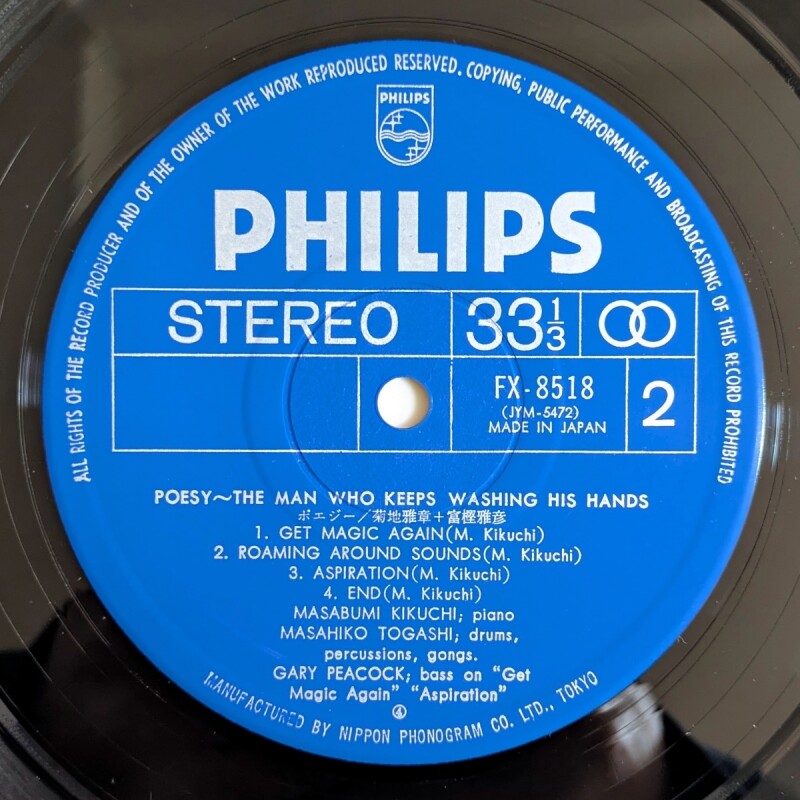 ALL RIGHTS OF THE RECORD PRODUCER AND OF THE OWNER OF THE WORK REPRODUCED RESERVED. COPYING, PUBLIC PERFORMANCE AND BROADCASTING OF THIS RECORD PROHIBITED
PHILIPS
PHILIPS
STEREO 33 1/3
FX-8518
(JYM-5472)
MADE IN JAPAN
2
POESY~THE MAN WHO KEEPS WASHING HIS HANDS
ポエジー/菊地雅章+富樫雅彦
1. GET MAGIC AGAIN(M. Kikuchi)
2. ROAMING AROUND SOUNDS(M. Kikuchi)
3. ASPIRATION(M. Kikuchi)
4. END(M. Kikuchi)
MASABUMI KIKUCHI; piano
MASAHIKO TOGASHI; drums,
percussions, gongs.
GARY PEACOCK; bass on “Get
Magic Again” “Aspiration”
④
MANUFACTURED BY NIPPON PHONOGRAM CO. LTD., TOKYO